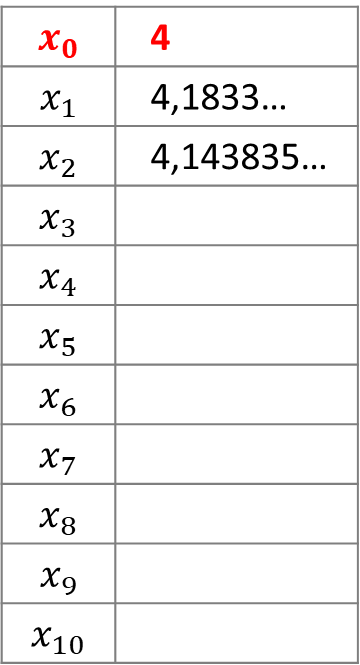 x₀ 4
x₁ 4,1833...
x₂ 4,143835...
x₃
x₄
x₅
x₆
x₇
x₈
x₉
x₁₀